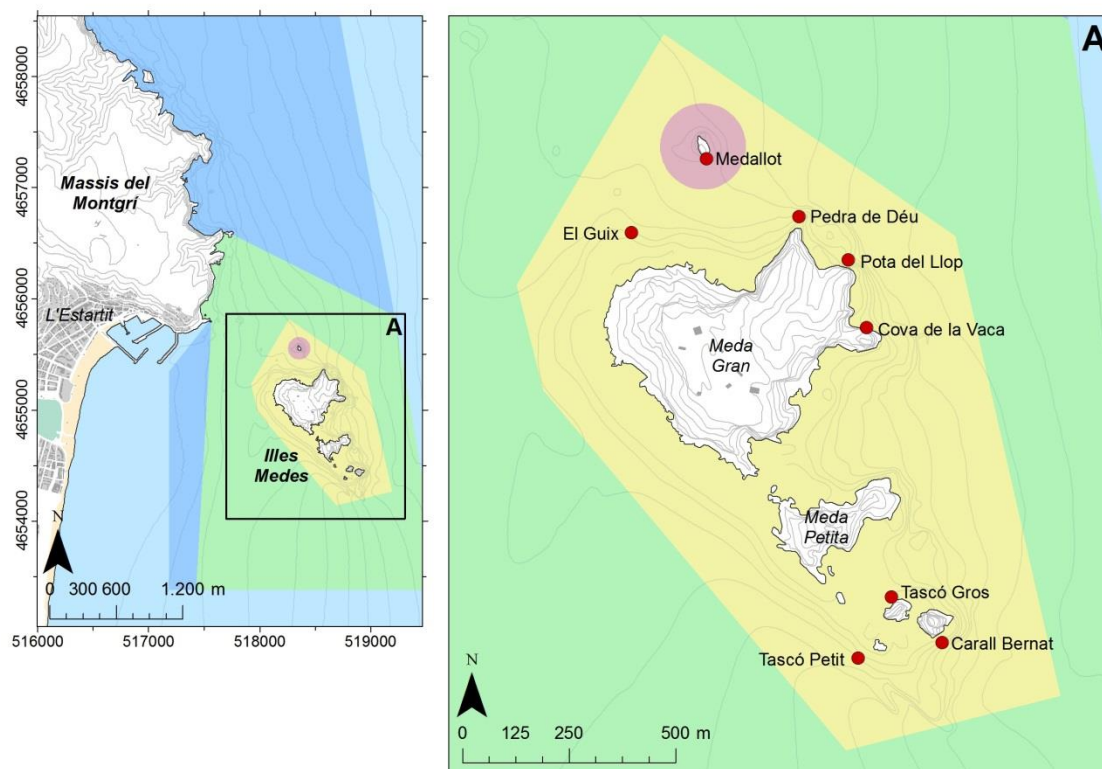 4658000
4657000
4656000
4655000
4654000
Massis del
Montgrí
L'Estartit
A
Illes
Medes
N
0 300 600 1.200 m
516000 517000 518000 519000
A
Medallot
Pedra de Déu
El Guix
Pota del Llop
Cova de la Vaca
Meda
Gran
Meda
Petita
Tascó Gros
Carall Bernat
Tascó Petit
N
0 125 250 500 m